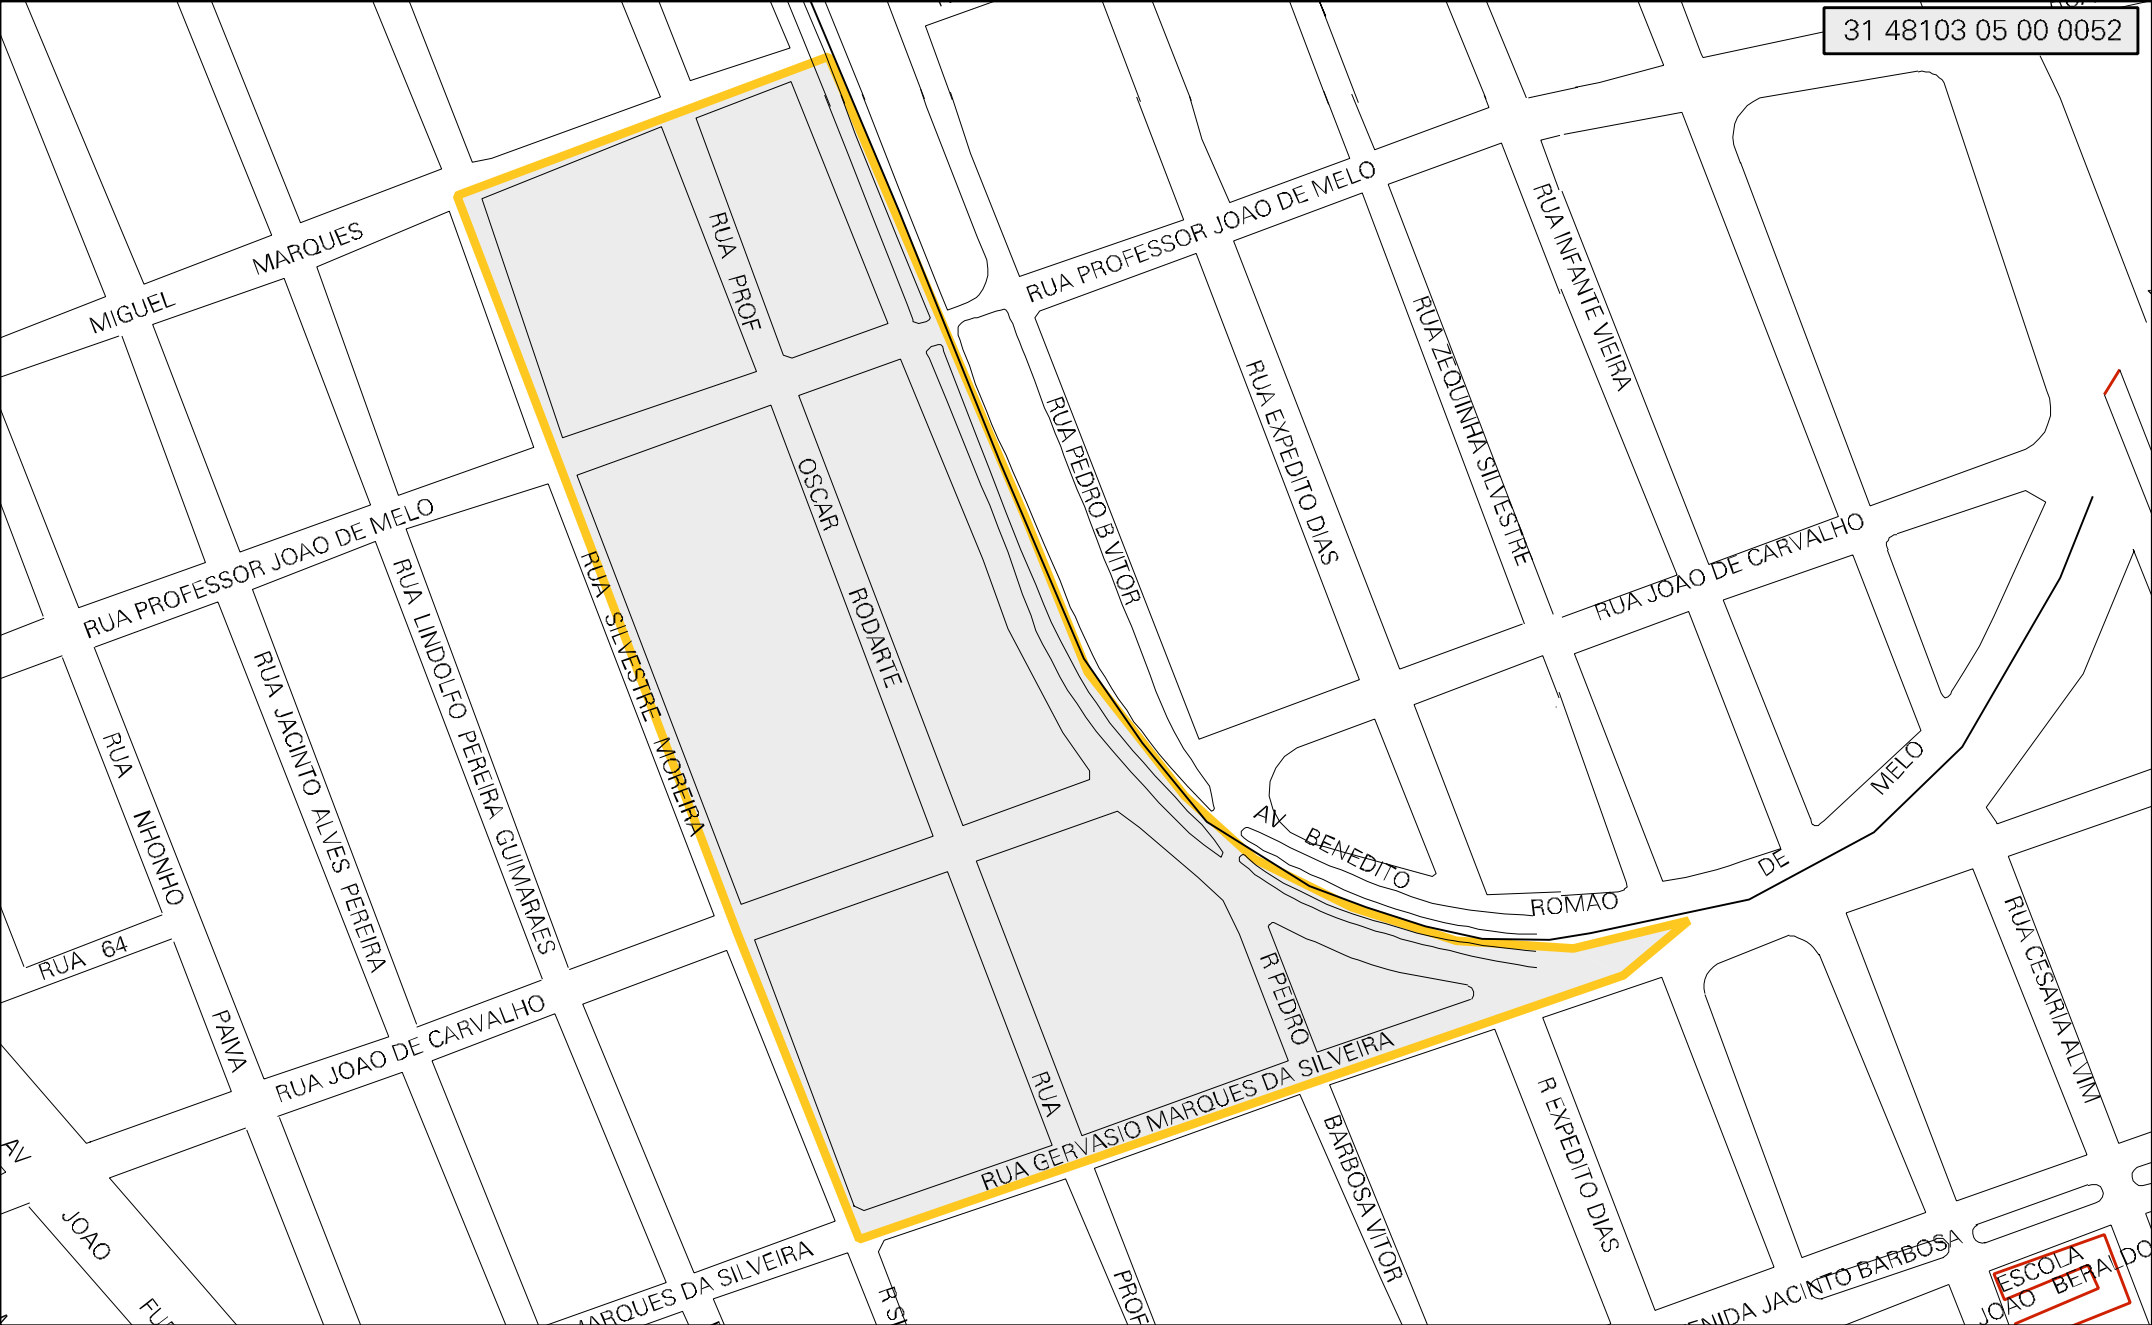 31 48103 05 00 0052
MIGUEL MARQUES
RUA PROF OSCAR RODARTE
RUA PROFESSOR JOAO DE MELO
RUA INFANTE VIEIRA
RUA ZEQUINHA SILVESTRE
RUA EXPEDITO DIAS
RUA PEDRO B VITOR
RUA PROFESSOR JOAO DE MELO
RUA JOAO DE CARVALHO
RUA SILVESTRE MOREIRA
RUA LINDOLFO PEREIRA GUIMARAES
RUA JACINTO ALVES PEREIRA
RUA NHONHO PAIVA
AV BENEDITO ROMAO DE MELO
RUA 64
RUA CESARIA ALVIM
R PEDRO BARBOSA VITOR
RUA JOAO DE CARVALHO
RUA GERVASIO MARQUES DA SILVEIRA
RUA PROF
R EXPEDITO DIAS
AV JOAO
MARQUES DA SILVEIRA
ESCOLA
JOAO BERALDO
JACINTO BARBOSA